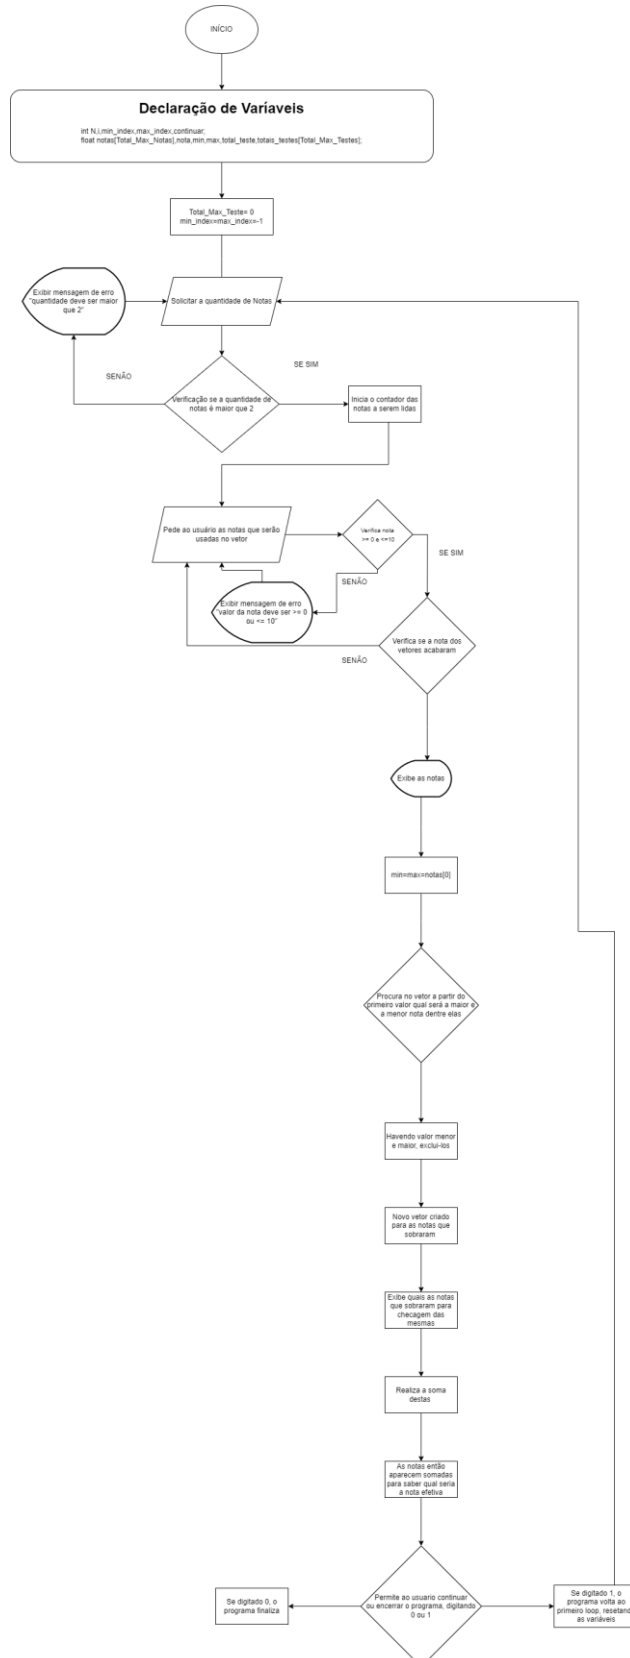 INÍCIO
Declaração de Varíaveis
int N,i,min_index,max_index,continuar;
float notas[Total_Max_Notas],nota,min,max,total_teste,totais_testes[Total_Max_Testes];
Total_Max_Teste= 0
min_index=max_index=-1
Exibir mensagem de erro
"quantidade deve ser maior
que 2"
Solicitar a quantidade de Notas
SENÃO
SE SIM
Verificação se a quantidade de
notas é maior que 2
Inicia o contador das
notas a serem lidas
Pede ao usuário as notas que serão
usadas no vetor
Verifica nota
>= 0 e <=10
SE SIM
SENÃO
Exibir mensagem de erro
"valor da nota deve ser >= 0
ou <= 10"
Verifica se a nota dos
vetores acabaram
SENÃO
Exibe as notas
min=max=notas[0]
Procura no vetor a partir do
primeiro valor qual será a maior e
a menor nota dentre elas
Havendo valor menor
e maior, exclui-los
Novo vetor criado
para as notas que
sobraram
Exibe quais as notas
que sobraram para
checagem das
mesmas
Realiza a soma
destas
As notas então
aparecem somadas
para saber qual seria
a nota efetiva
Permite ao usuario continuar
ou encerrar o programa, digitando
0 ou 1
Se digitado 0, o
programa finaliza
Se digitado 1, o
programa volta ao
primeiro loop, resetando
as variáveis